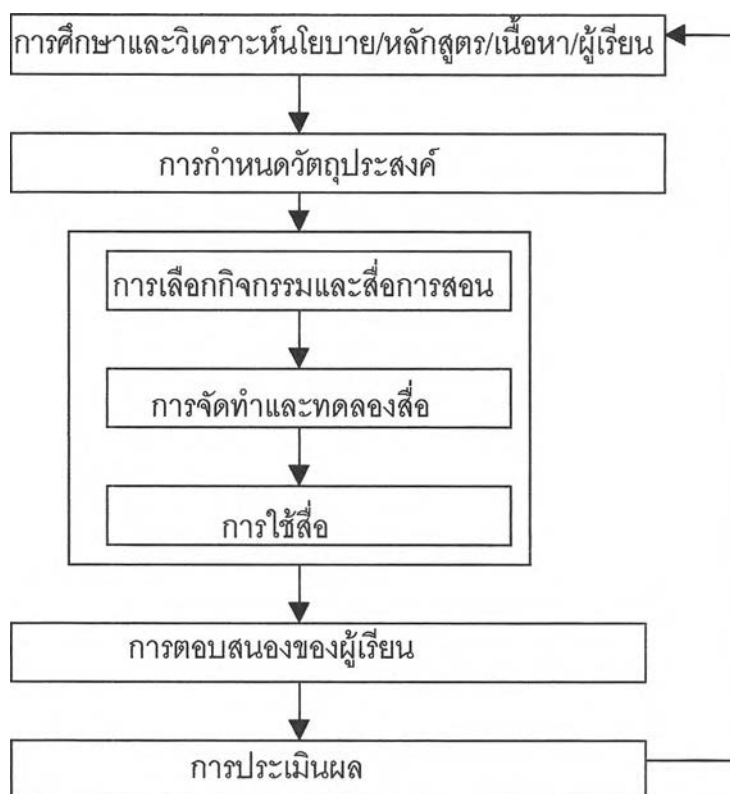 การศึกษาและวิเคราะห์นโยบาย/หลักสูตร/เนื้อหา/ผู้เรียน
การกำหนดวัตถุประสงค์
การเลือกกิจกรรมและสื่อการสอน
การจัดทำและทดลองสื่อ
การใช้สื่อ
การตอบสนองของผู้เรียน
การประเมินผล